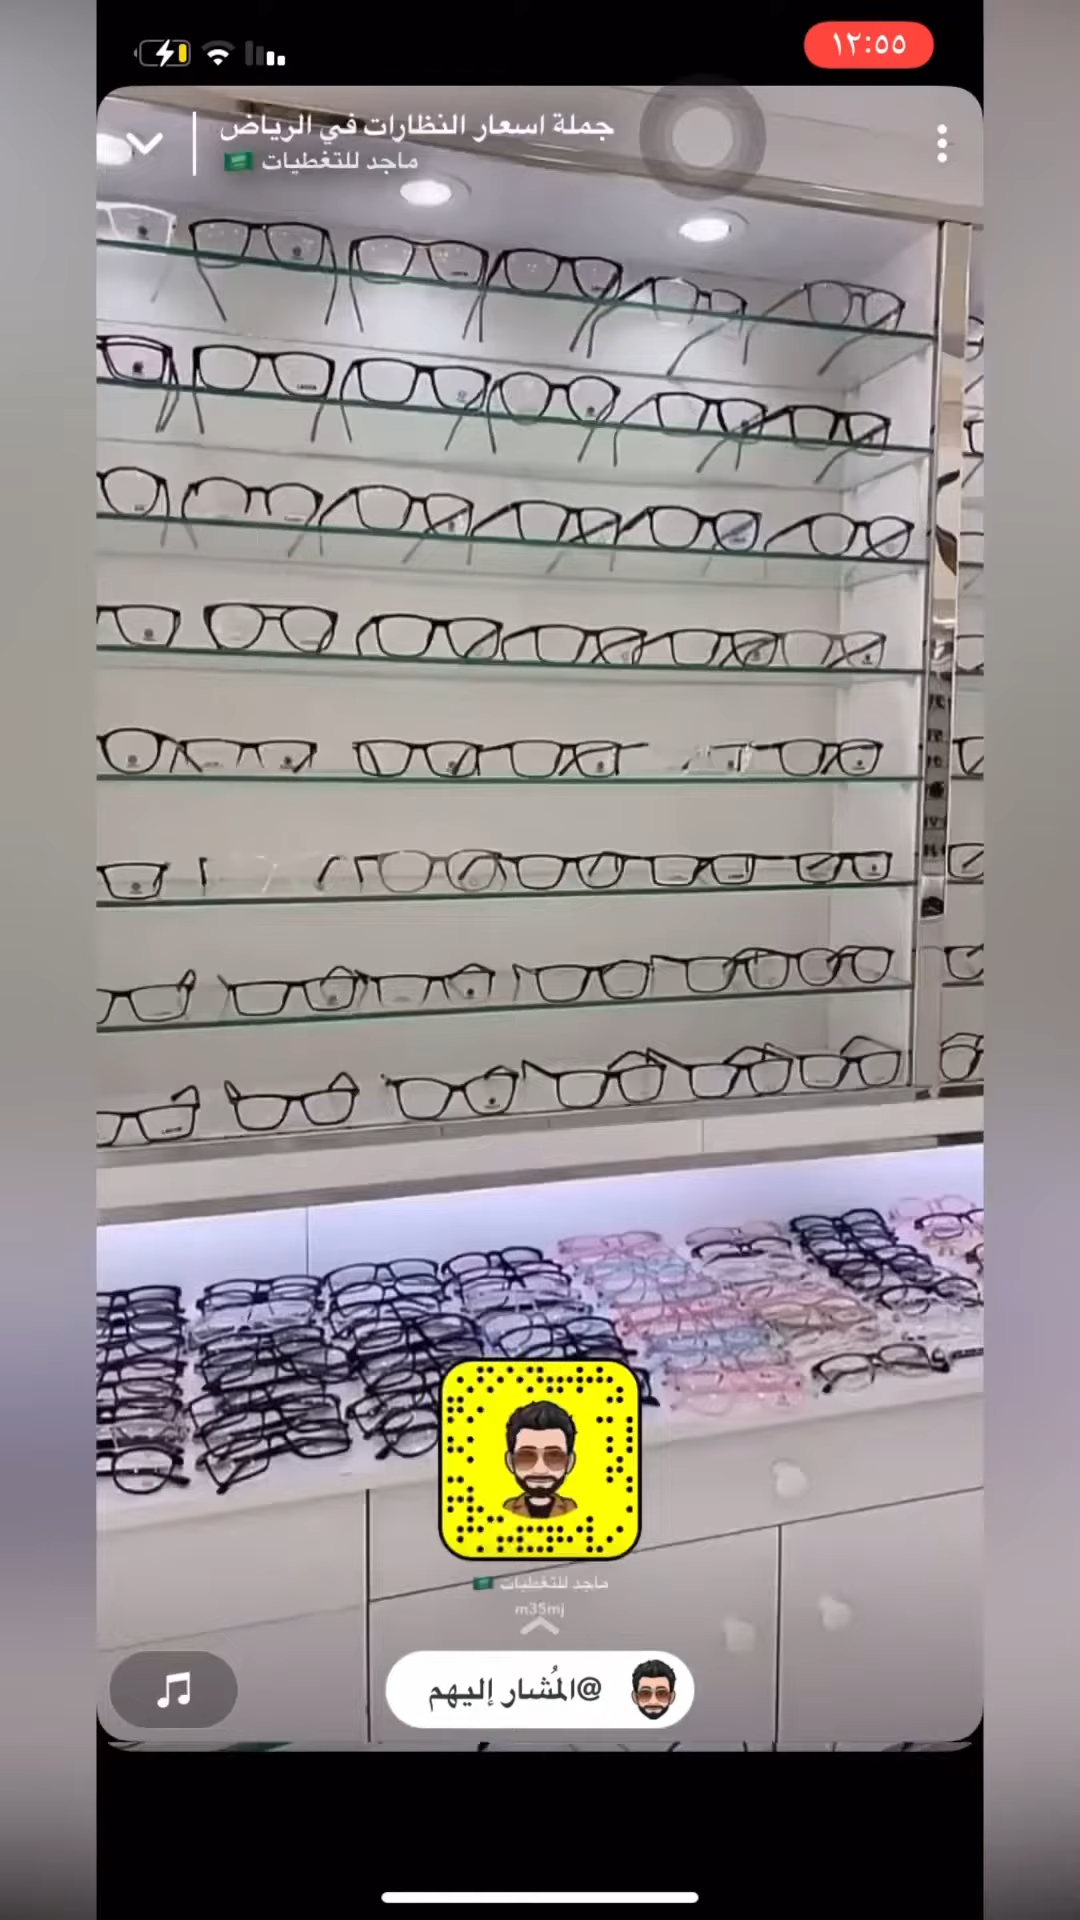 ١٢:٥٥
جملة اسعار النظارات في الرياض
ماجد للتغطيات 🇸🇦
ماجد للتغطيات 🇸🇦
m35mj
@المُشار إليهم